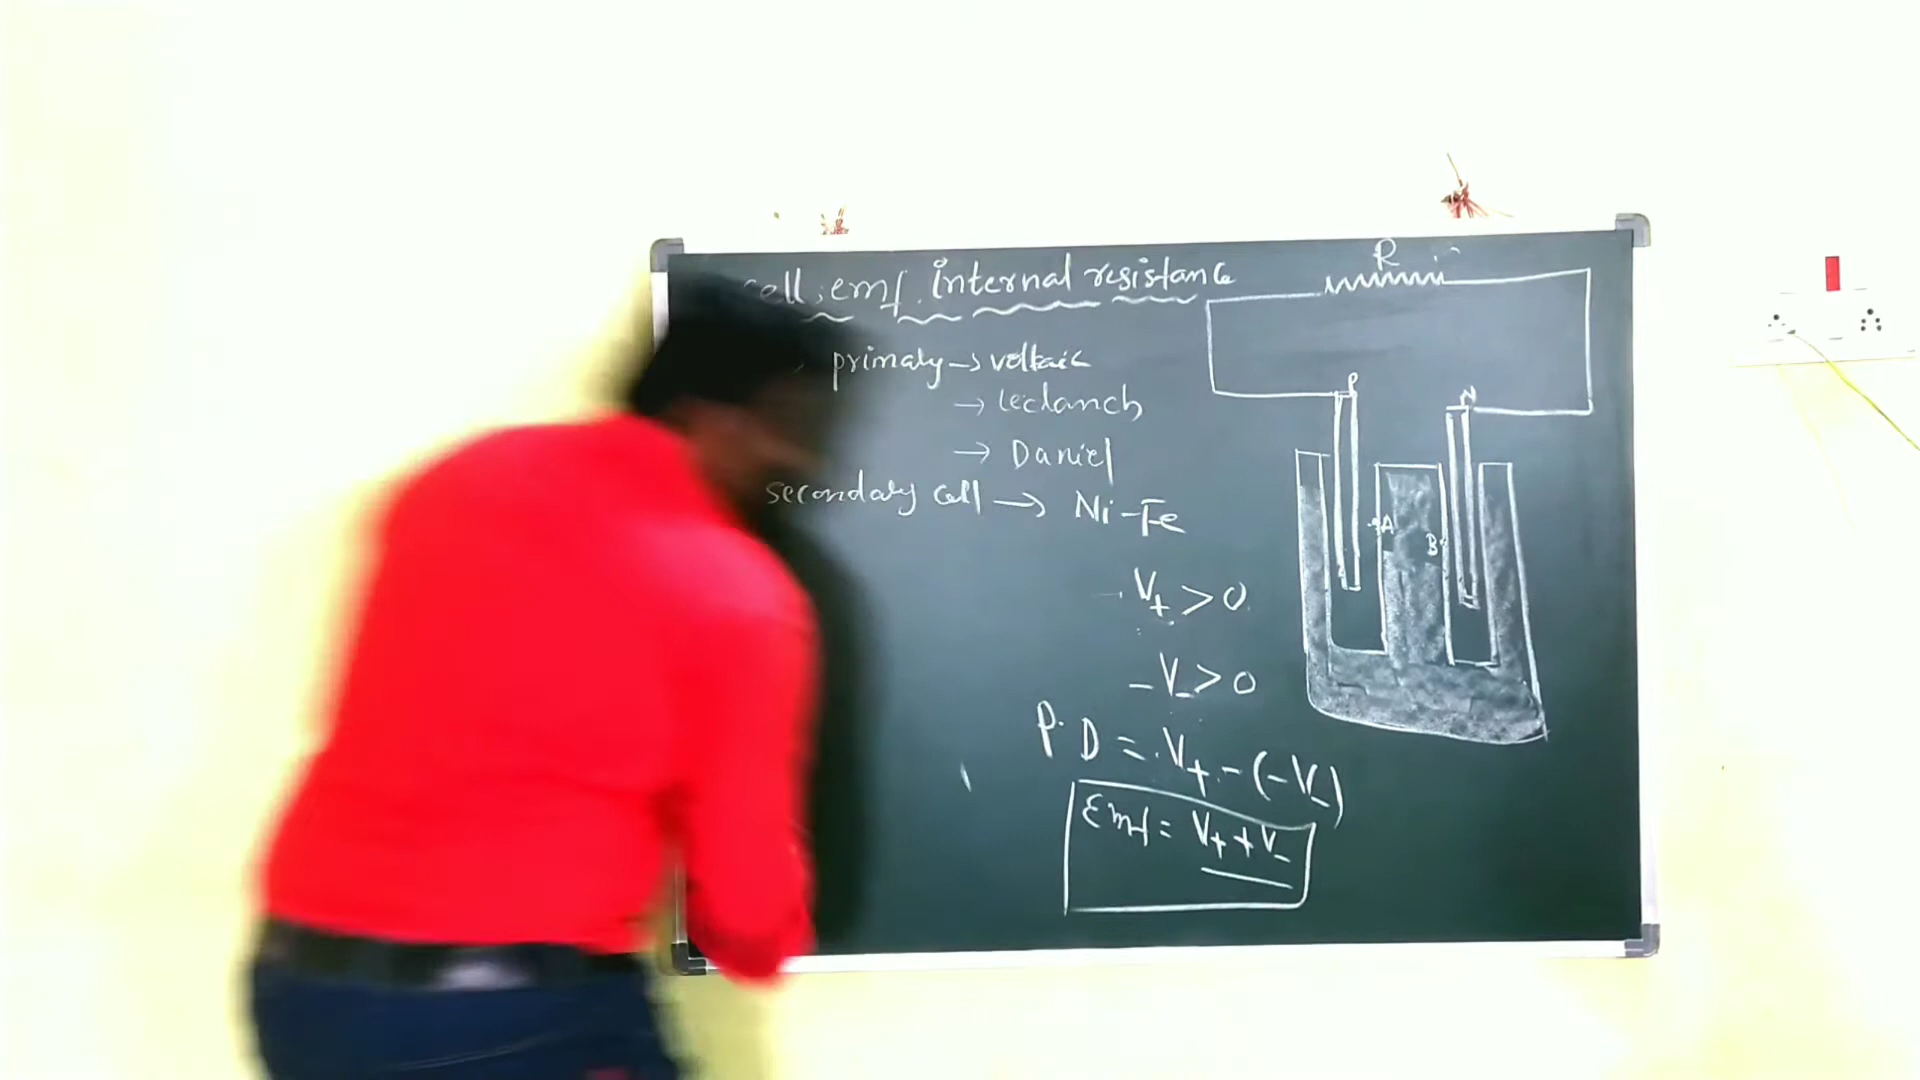 cell, emf, internal resistance
primary → voltaic
→ Leclanch
→ Daniel
secondary cell → Ni-Fe
V₊ > 0
-V₋ > 0
P.D = V₊ - (-V₋)
Emf = V₊ + V₋
R
P
N
A
B